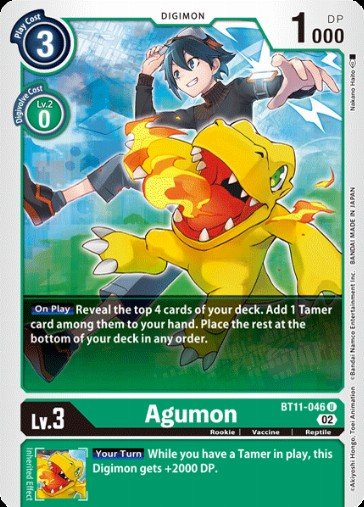 Play Cost
3
DIGIMON
DP
1000
Digivolve Cost
Lv.2
0
On Play Reveal the top 4 cards of your deck. Add 1 Tamer
card among them to your hand. Place the rest at the
bottom of your deck in any order.
Lv.3
Agumon
BT11-046 U
02
Rookie | Vaccine | Reptile
Inherited Effect
Your Turn While you have a Tamer in play, this
Digimon gets +2000 DP.
©Akiyoshi Hongo, Toei Animation ©Bandai Namco Entertainment Inc. BANDAI MADE IN JAPAN Nakano Haito